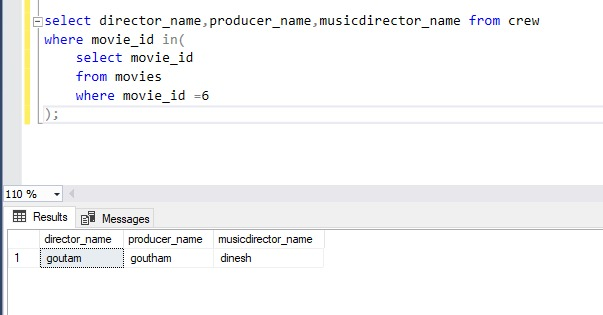 select director_name,producer_name,musicdirector_name from crew
where movie_id in(
select movie_id
from movies
where movie_id =6
);
110 %
Results Messages
director_name producer_name musicdirector_name
1 goutam goutham dinesh